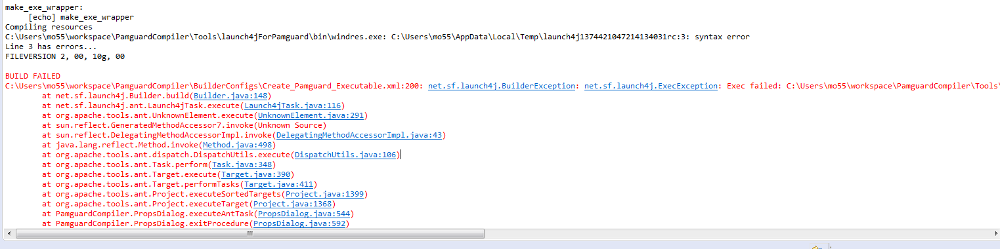 make_exe_wrapper:
     [echo] make_exe_wrapper
Compiling resources
C:\Users\mo55\workspace\PamguardCompiler\Tools\launch4jForPamguard\bin\windres.exe: C:\Users\mo55\AppData\Local\Temp\launch4j1374421047214134031rc:3: syntax error
Line 3 has errors...
FILEVERSION 2, 00, 10g, 00
BUILD FAILED
C:\Users\mo55\workspace\PamguardCompiler\BuilderConfigs\Create_Pamguard_Executable.xml:200: net.sf.launch4j.BuilderException: net.sf.launch4j.ExecException: Exec failed: C:\Users\mo55\workspace\PamguardCompiler\Tools\
        at net.sf.launch4j.Builder.build(Builder.java:148)
        at net.sf.launch4j.ant.Launch4jTask.execute(Launch4jTask.java:116)
        at org.apache.tools.ant.UnknownElement.execute(UnknownElement.java:291)
        at sun.reflect.GeneratedMethodAccessor7.invoke(Unknown Source)
        at sun.reflect.DelegatingMethodAccessorImpl.invoke(DelegatingMethodAccessorImpl.java:43)
        at java.lang.reflect.Method.invoke(Method.java:498)
        at org.apache.tools.ant.dispatch.DispatchUtils.execute(DispatchUtils.java:106)
        at org.apache.tools.ant.Task.perform(Task.java:348)
        at org.apache.tools.ant.Target.execute(Target.java:390)
        at org.apache.tools.ant.Target.performTasks(Target.java:411)
        at org.apache.tools.ant.Project.executeSortedTargets(Project.java:1399)
        at org.apache.tools.ant.Project.executeTarget(Project.java:1368)
        at PamguardCompiler.PropsDialog.executeAntTask(PropsDialog.java:544)
        at PamguardCompiler.PropsDialog.exitProcedure(PropsDialog.java:592)